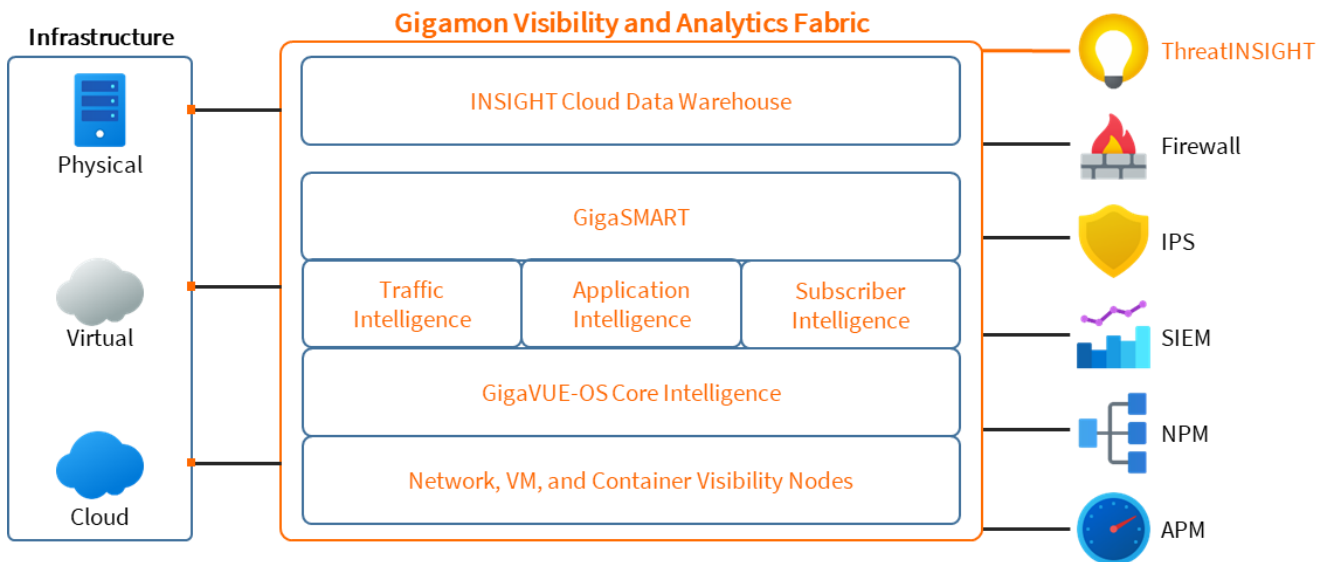 Gigamon Visibility and Analytics Fabric
Infrastructure
Physical
Virtual
Cloud
INSIGHT Cloud Data Warehouse
GigaSMART
Traffic
Intelligence
Application
Intelligence
Subscriber
Intelligence
GigaVUE-OS Core Intelligence
Network, VM, and Container Visibility Nodes
ThreatINSIGHT
Firewall
IPS
SIEM
NPM
APM